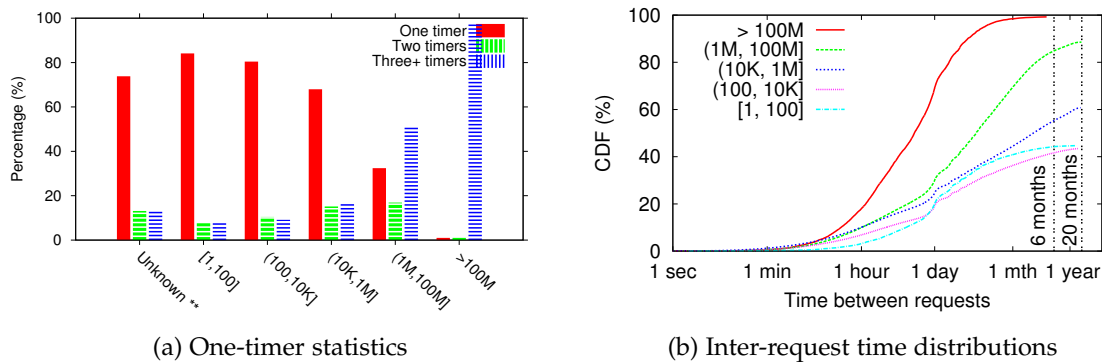 Percentage (%)
100
80
60
40
20
0
One timer
Two timers
Three+ timers
Unknown **
[1,100]
(100,10K]
(10K,1M]
(1M,100M]
>100M
(a) One-timer statistics
CDF (%)
100
80
60
40
20
0
> 100M
(1M, 100M]
(10K, 1M]
(100, 10K]
[1, 100]
6 months
20 months
1 sec
1 min
1 hour
1 day
1 mth
1 year
Time between requests
(b) Inter-request time distributions